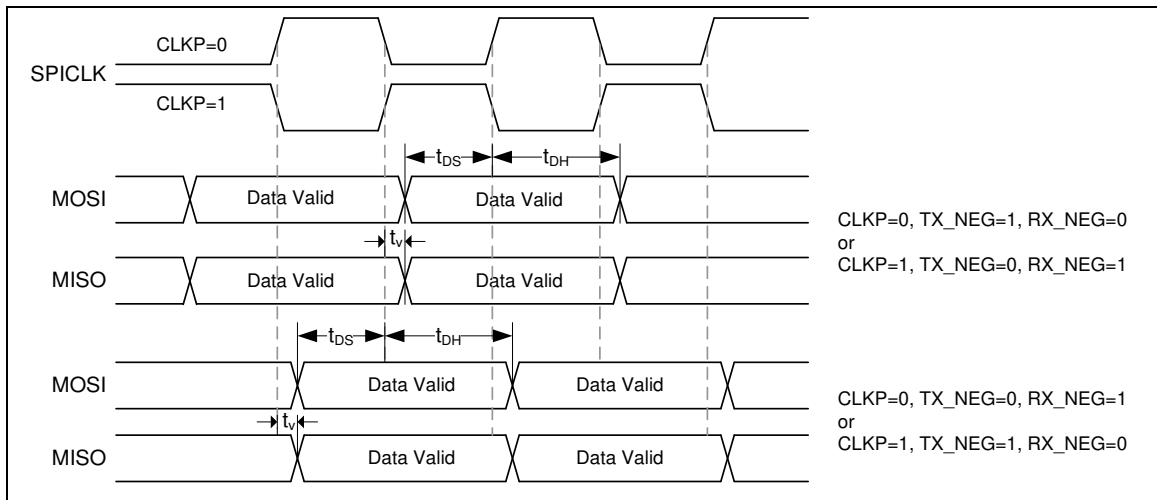 CLKP=0
SPICLK
CLKP=1
tDS tDH
MOSI Data Valid Data Valid
CLKP=0, TX_NEG=1, RX_NEG=0
or
CLKP=1, TX_NEG=0, RX_NEG=1
tv
MISO Data Valid Data Valid
tDS tDH
MOSI Data Valid Data Valid
CLKP=0, TX_NEG=0, RX_NEG=1
or
CLKP=1, TX_NEG=1, RX_NEG=0
tv
MISO Data Valid Data Valid